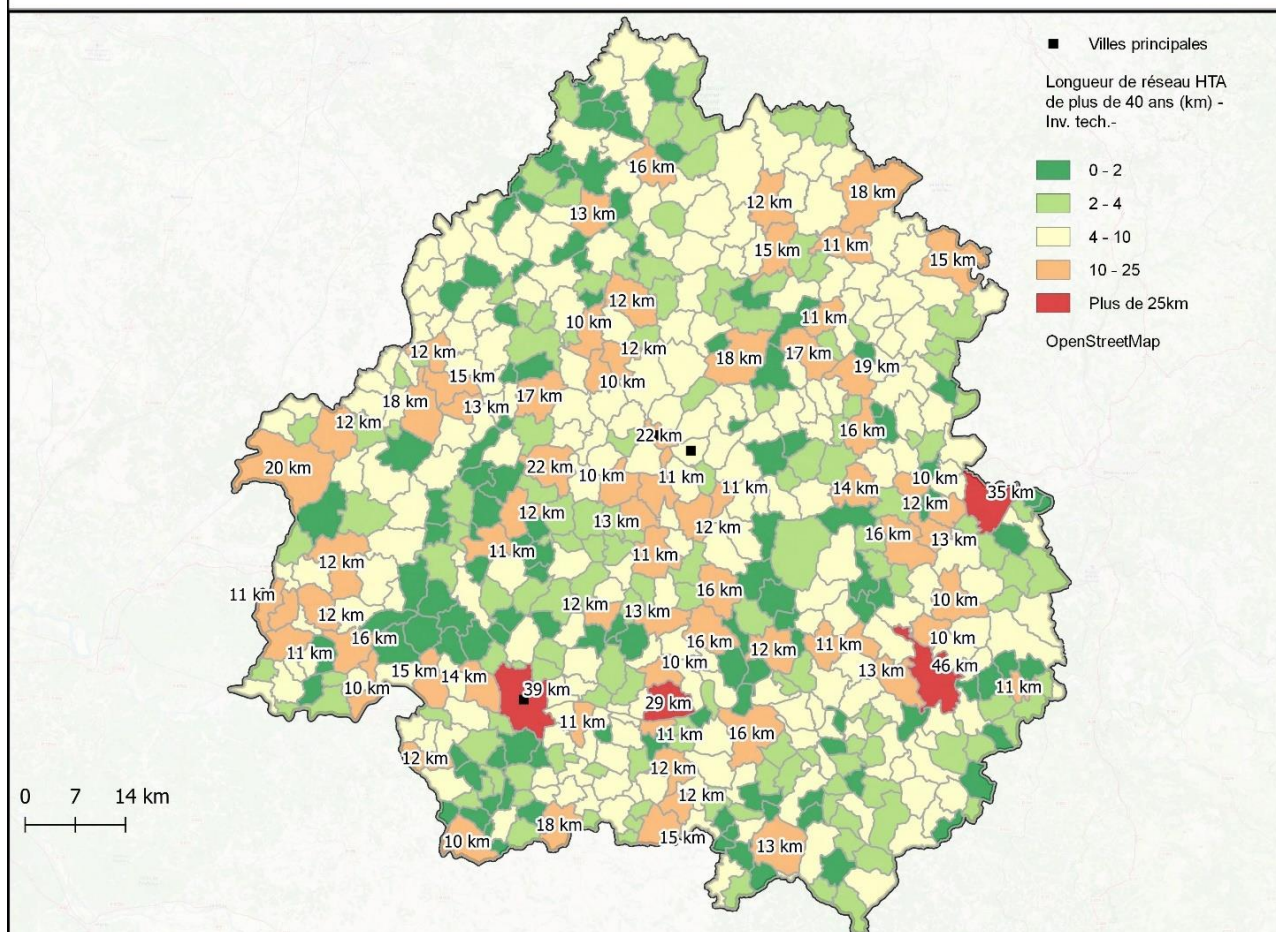 Villes principales
Longueur de réseau HTA
de plus de 40 ans (km) -
Inv. tech.-
0 - 2
2 - 4
4 - 10
10 - 25
Plus de 25km
OpenStreetMap
16 km
18 km
12 km
13 km
15 km
11 km
15 km
12 km
10 km
11 km
12 km
12 km
18 km
17 km
15 km
10 km
19 km
18 km
13 km
17 km
12 km
16 km
22 km
20 km
22 km
10 km
11 km
10 km
11 km
14 km
35 km
12 km
12 km
13 km
12 km
16 km
13 km
11 km
11 km
12 km
16 km
11 km
10 km
12 km
12 km
13 km
16 km
16 km
11 km
10 km
11 km
12 km
10 km
46 km
15 km
14 km
13 km
10 km
39 km
11 km
29 km
11 km
11 km
16 km
12 km
12 km
12 km
0 7 14 km
18 km
15 km
10 km
13 km